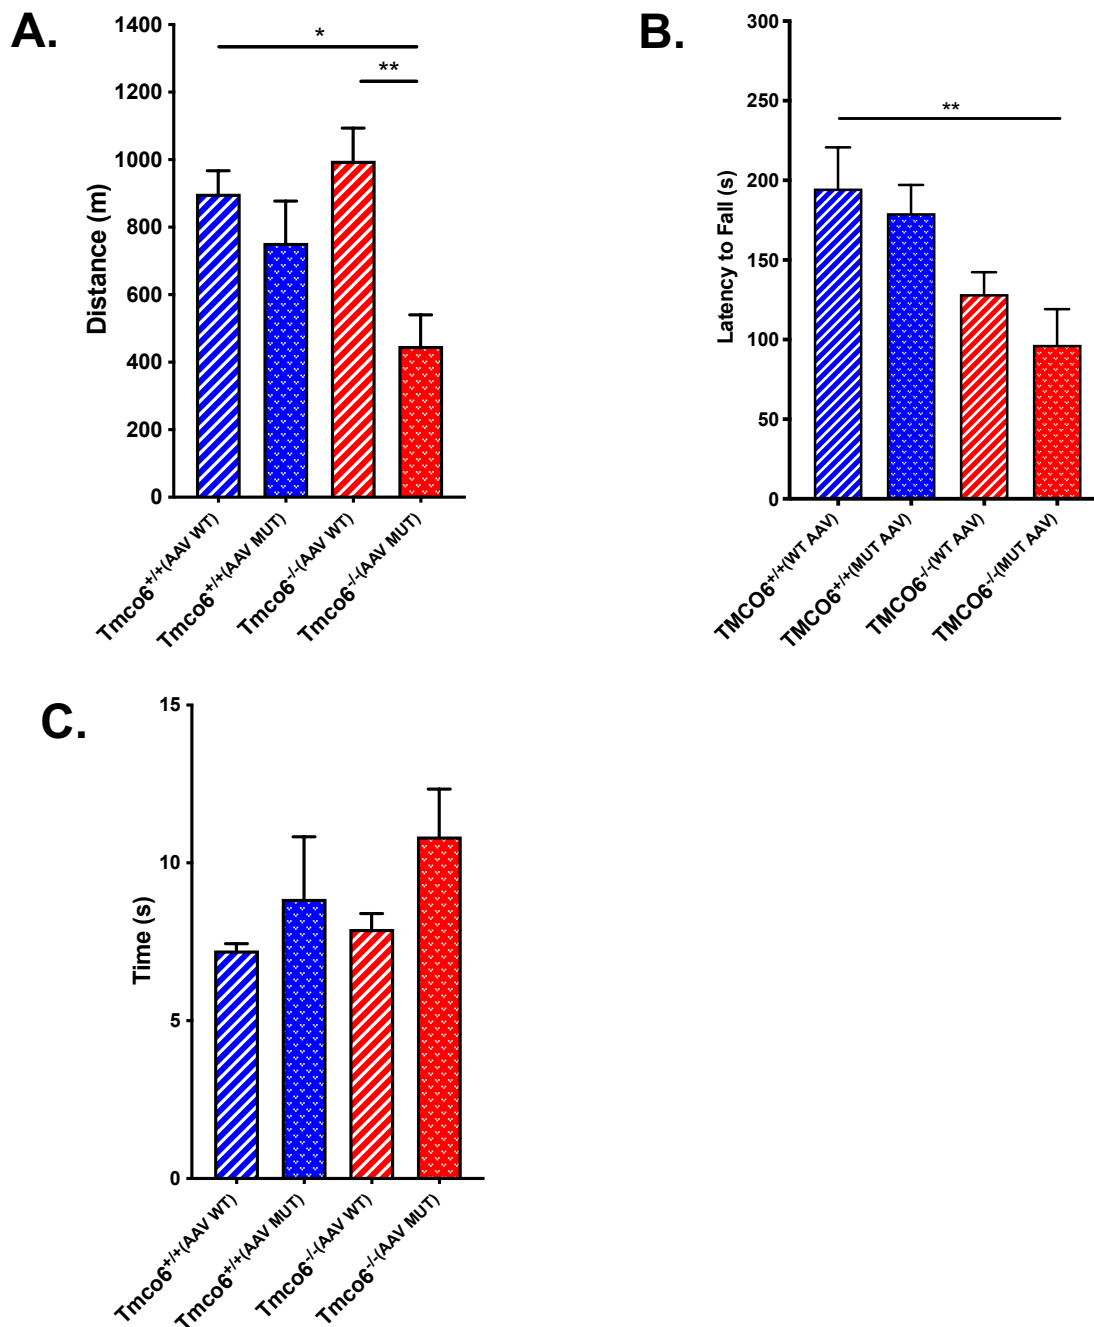 A.
1400
1200
1000
800
600
400
200
0
Distance (m)
*
**
Tmco6+/+(AAV WT)
Tmco6+/+(AAV MUT)
Tmco6-/-(AAV WT)
Tmco6-/-(AAV MUT)
B.
300
250
200
150
100
50
0
Latency to Fall (s)
**
TMCO6+/+(WT AAV)
TMCO6+/+(MUT AAV)
TMCO6-/-(WT AAV)
TMCO6-/-(MUT AAV)
C.
15
10
5
0
Time (s)
Tmco6+/+(AAV WT)
Tmco6+/+(AAV MUT)
Tmco6-/-(AAV WT)
Tmco6-/-(AAV MUT)